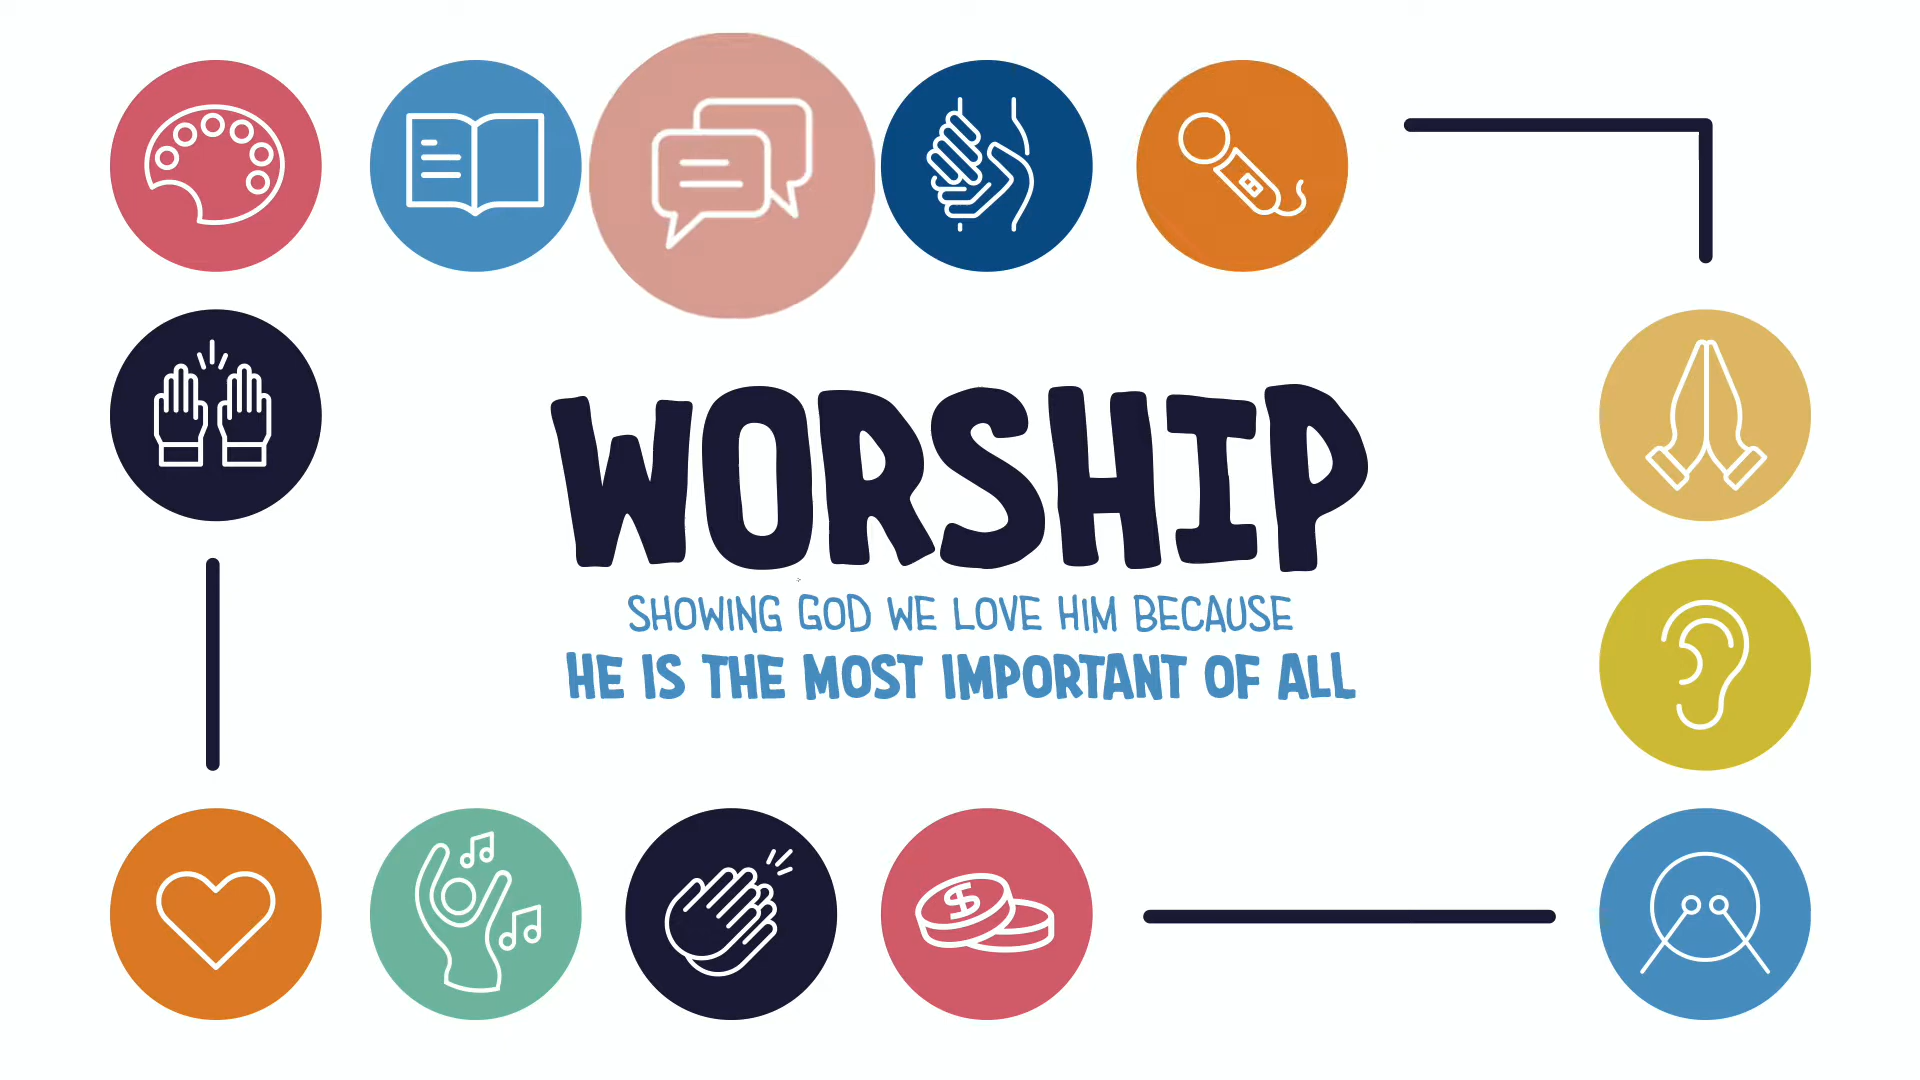 WORSHIP
SHOWING GOD WE LOVE HIM BECAUSE
HE IS THE MOST IMPORTANT OF ALL
$